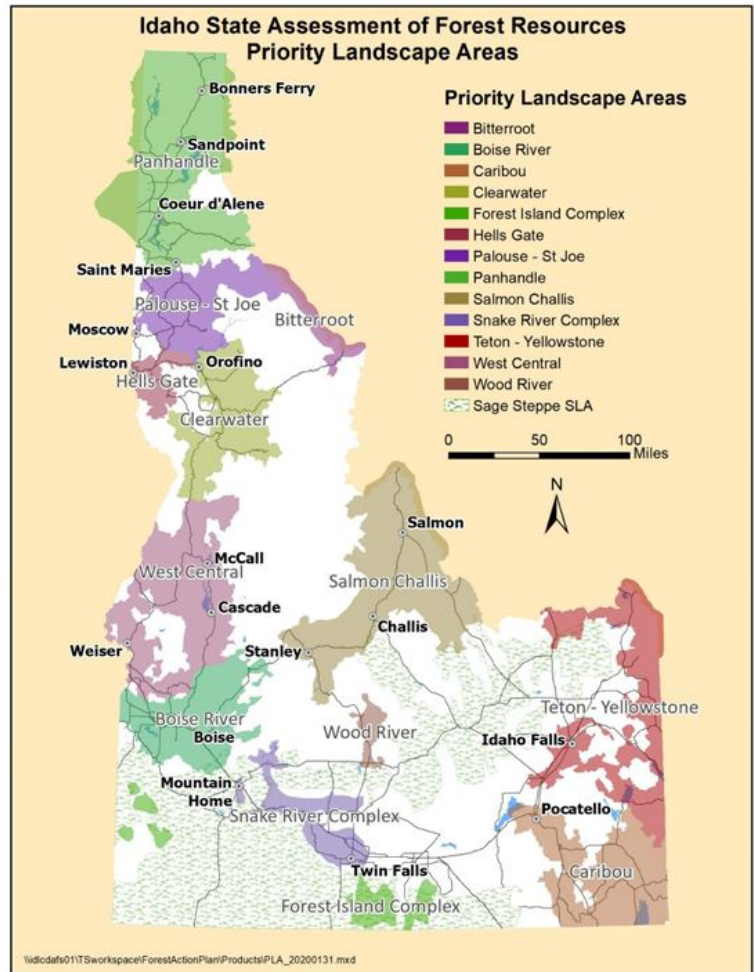 Idaho State Assessment of Forest Resources
Priority Landscape Areas
Bonners Ferry
Sandpoint
Panhandle
Coeur d'Alene
Saint Maries
Palouse - St Joe
Moscow
Bitterroot
Lewiston
Orofino
Hells Gate
Clearwater
Salmon
McCall
West Central
Salmon Challis
Cascade
Challis
Weiser
Stanley
Boise River
Boise
Wood River
Teton - Yellowstone
Idaho Falls
Mountain
Home
Snake River Complex
Pocatello
Twin Falls
Caribou
Forest Island Complex
Priority Landscape Areas
Bitterroot
Boise River
Caribou
Clearwater
Forest Island Complex
Hells Gate
Palouse - St Joe
Panhandle
Salmon Challis
Snake River Complex
Teton - Yellowstone
West Central
Wood River
Sage Steppe SLA
0 50 100
Miles
N
\\idlcdafs01\TSworkspace\ForestActionPlan\Products\PLA_20200131.mxd